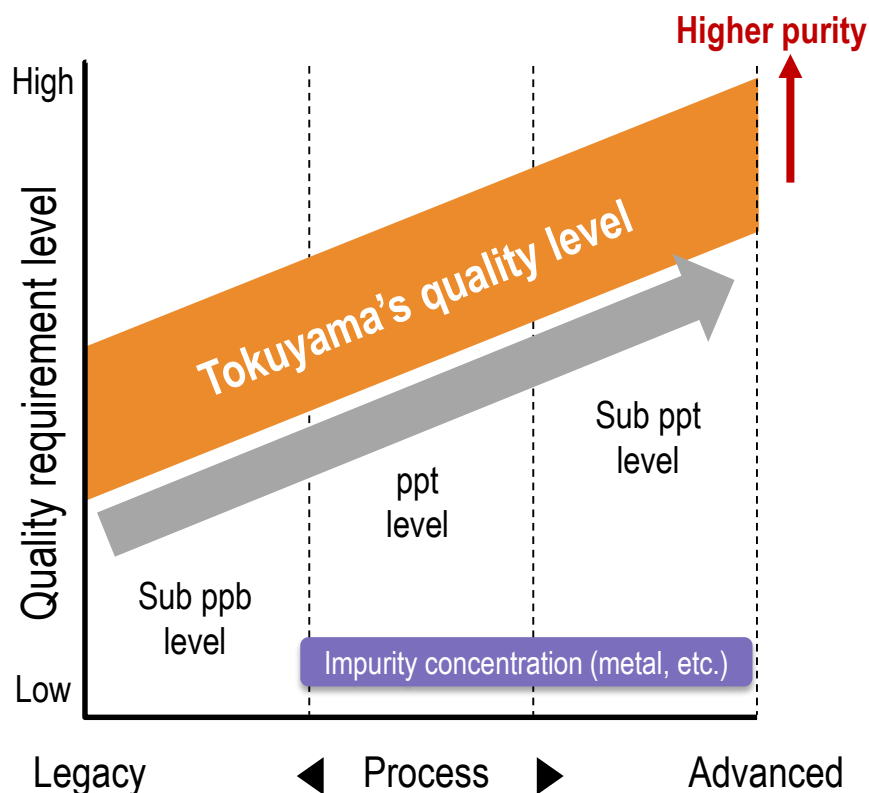 Higher purity
High
Quality requirement level
Tokuyama's quality level
Sub ppt
level
ppt
level
Sub ppb
level
Impurity concentration (metal, etc.)
Low
Legacy ◀ Process ▶ Advanced